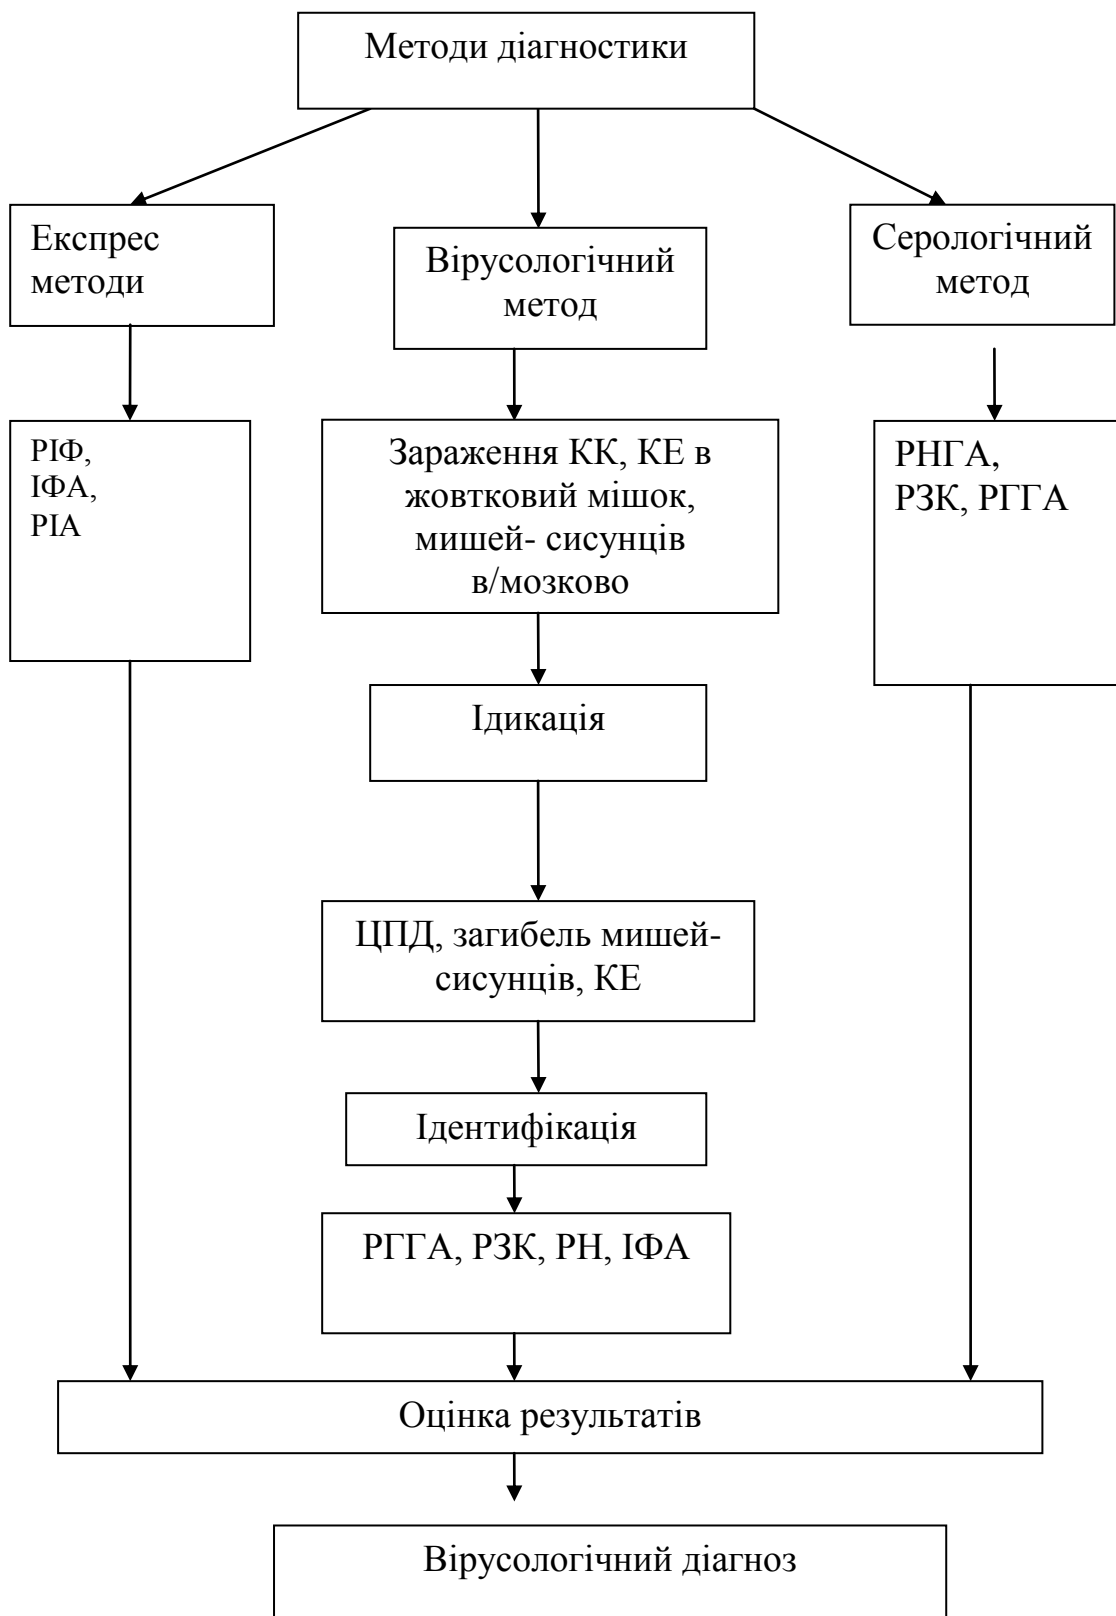 Методи діагностики
Експрес
методи
Вірусологічний
метод
Серологічний
метод
РІФ,
ІФА,
РІА
Зараження КК, КЕ в
жовтковий мішок,
мишей- сисунців
в/мозково
РНГА,
РЗК, РГГА
Ідикація
ЦПД, загибель мишей-
сисунців, КЕ
Ідентифікація
РГГА, РЗК, РН, ІФА
Оцінка результатів
Вірусологічний діагноз